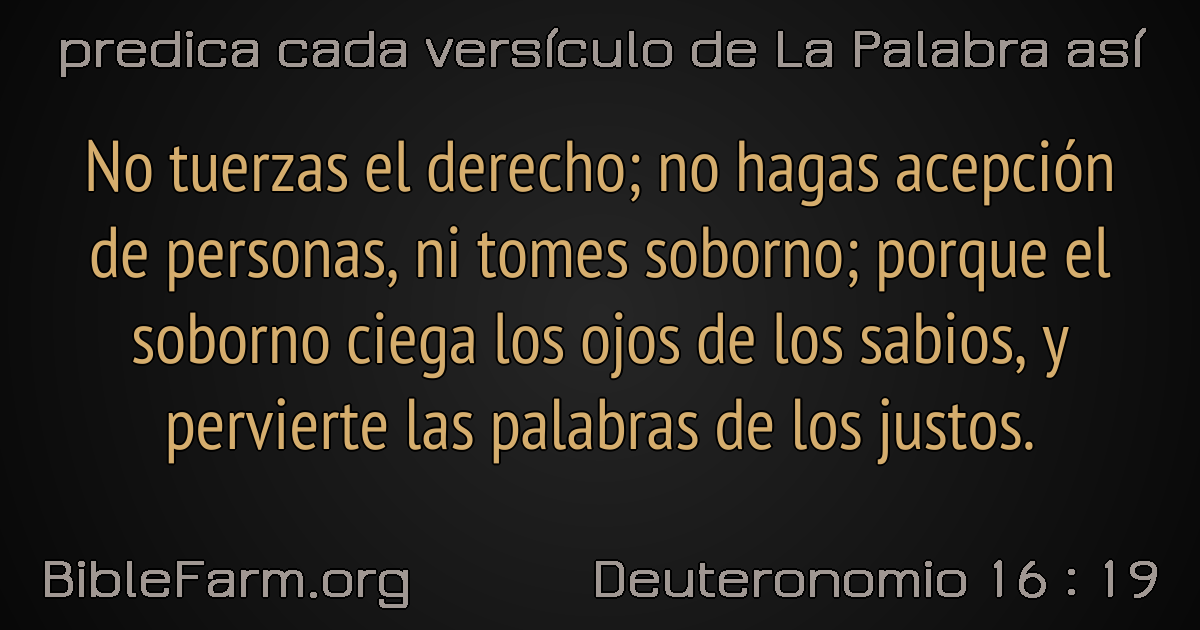 predica cada versículo de La Palabra así
No tuerzas el derecho; no hagas acepción
de personas, ni tomes soborno; porque el
soborno ciega los ojos de los sabios, y
pervierte las palabras de los justos.
BibleFarm.org
Deuteronomio 16 : 19